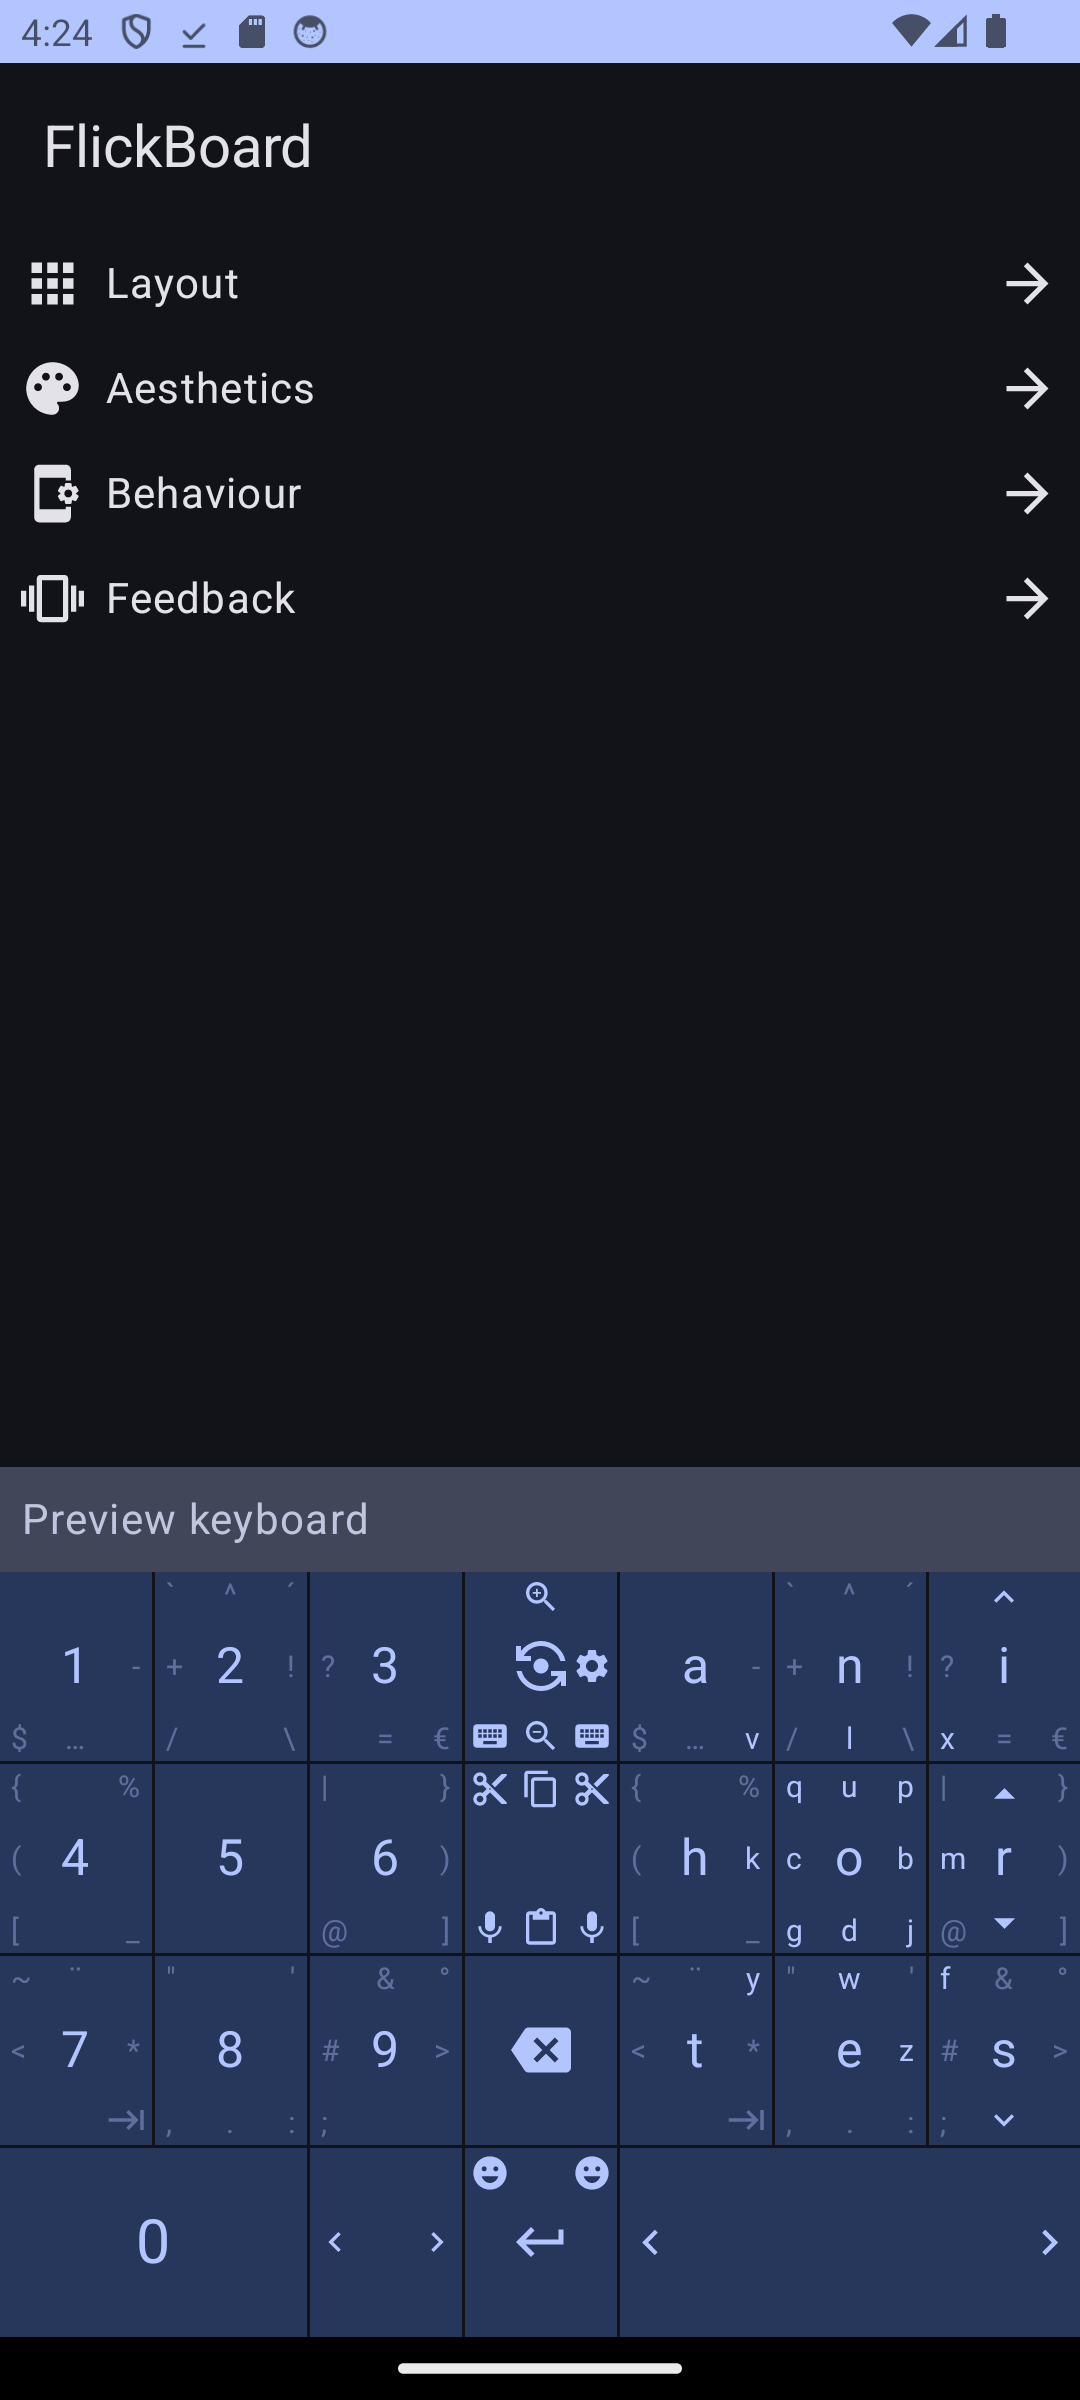 4:24
FlickBoard
Layout
Aesthetics
Behaviour
Feedback
Preview keyboard
` ^ ´ ` ^ ´
1 - + 2 ! ? 3 a - + n ! ? i
$ … / \ = € $ … v / l \ x = €
{ % | } { % q u p | }
( 4 5 6 ) ( h k c o b m r )
[ _ @ ] [ _ g d j @ ]
~ ¨ " ' & ° ~ ¨ y " w ' f & °
< 7 * 8 # 9 > < t * e z # s >
, . : ; , . : ;
0 < > < >